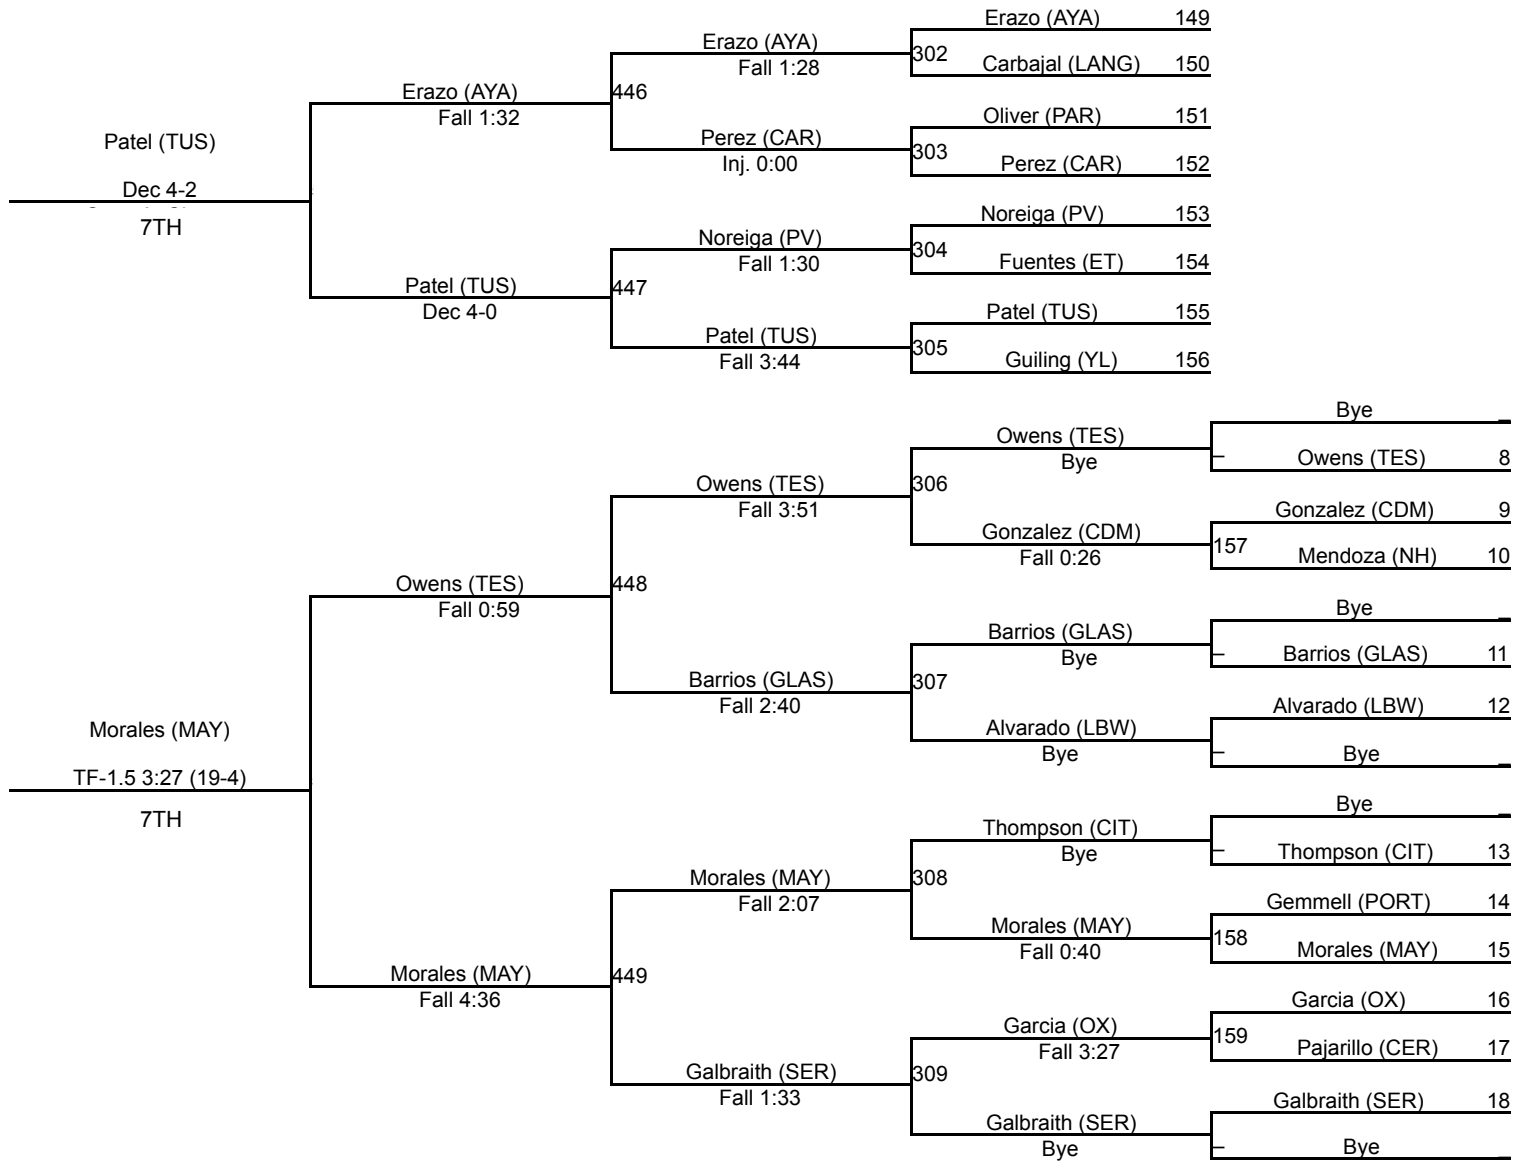 Erazo (AYA) 149
Erazo (AYA)
Fall 1:28
302
Carbajal (LANG) 150
Erazo (AYA)
Fall 1:32
446
Oliver (PAR) 151
Perez (CAR)
Inj. 0:00
303
Perez (CAR) 152
Patel (TUS)
Dec 4-2
7TH
Noreiga (PV) 153
Noreiga (PV)
Fall 1:30
304
Fuentes (ET) 154
Patel (TUS)
Dec 4-0
447
Patel (TUS) 155
Patel (TUS)
Fall 3:44
305
Guiling (YL) 156
Bye _
Owens (TES)
Bye
_
Owens (TES) 8
Owens (TES)
Fall 3:51
306
Gonzalez (CDM) 9
Gonzalez (CDM)
Fall 0:26
157
Mendoza (NH) 10
Owens (TES)
Fall 0:59
448
Bye _
Barrios (GLAS)
Bye
_
Barrios (GLAS) 11
Barrios (GLAS)
Fall 2:40
307
Alvarado (LBW) 12
Alvarado (LBW)
Bye
_
Bye _
Morales (MAY)
TF-1.5 3:27 (19-4)
7TH
Bye _
Thompson (CIT)
Bye
_
Thompson (CIT) 13
Morales (MAY)
Fall 2:07
308
Gemmell (PORT) 14
Morales (MAY)
Fall 0:40
158
Morales (MAY) 15
Morales (MAY)
Fall 4:36
449
Garcia (OX) 16
Garcia (OX)
Fall 3:27
159
Pajarillo (CER) 17
Galbraith (SER)
Fall 1:33
309
Galbraith (SER) 18
Galbraith (SER)
Bye
_
Bye _